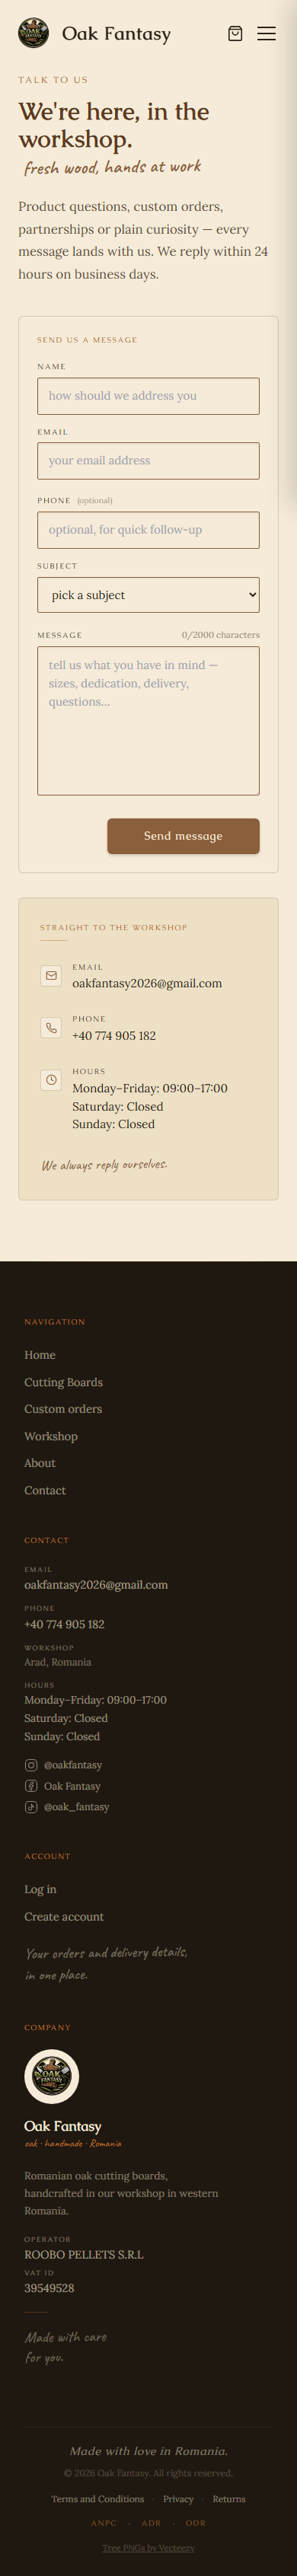 Oak Fantasy
TALK TO US
We're here, in the
workshop.
fresh wood, hands at work
Product questions, custom orders,
partnerships or plain curiosity — every
message lands with us. We reply within 24
hours on business days.
SEND US A MESSAGE
NAME
how should we address you
EMAIL
your email address
PHONE (optional)
optional, for quick follow-up
SUBJECT
pick a subject
MESSAGE 0/2000 characters
tell us what you have in mind —
sizes, dedication, delivery,
questions...
Send message
STRAIGHT TO THE WORKSHOP
EMAIL
oakfantasy2026@gmail.com
PHONE
+40 774 905 182
HOURS
Monday–Friday: 09:00–17:00
Saturday: Closed
Sunday: Closed
We always reply ourselves.
NAVIGATION
Home
Cutting Boards
Custom orders
Workshop
About
Contact
CONTACT
EMAIL
oakfantasy2026@gmail.com
PHONE
+40 774 905 182
WORKSHOP
Arad, Romania
HOURS
Monday–Friday: 09:00–17:00
Saturday: Closed
Sunday: Closed
@oakfantasy
Oak Fantasy
@oak_fantasy
ACCOUNT
Log in
Create account
Your orders and delivery details,
in one place.
COMPANY
Oak Fantasy
oak · handmade · Romania
Romanian oak cutting boards,
handcrafted in our workshop in western
Romania.
OPERATOR
ROOBO PELLETS S.R.L
VAT ID
39549528
Made with care
for you.
Made with love in Romania.
© 2026 Oak Fantasy. All rights reserved.
Terms and Conditions · Privacy · Returns
ANPC · ADR · ODR
Tree PNGs by Vecteezy